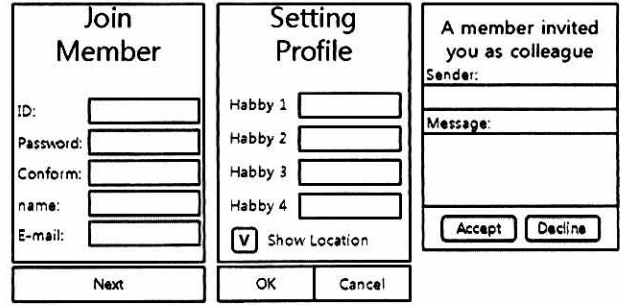 Join
Member
ID:
Password:
Conform:
name:
E-mail:
Next
Setting
Profile
Habby 1
Habby 2
Habby 3
Habby 4
V Show Location
OK Cancel
A member invited
you as colleague
Sender:
Message:
Accept Decline